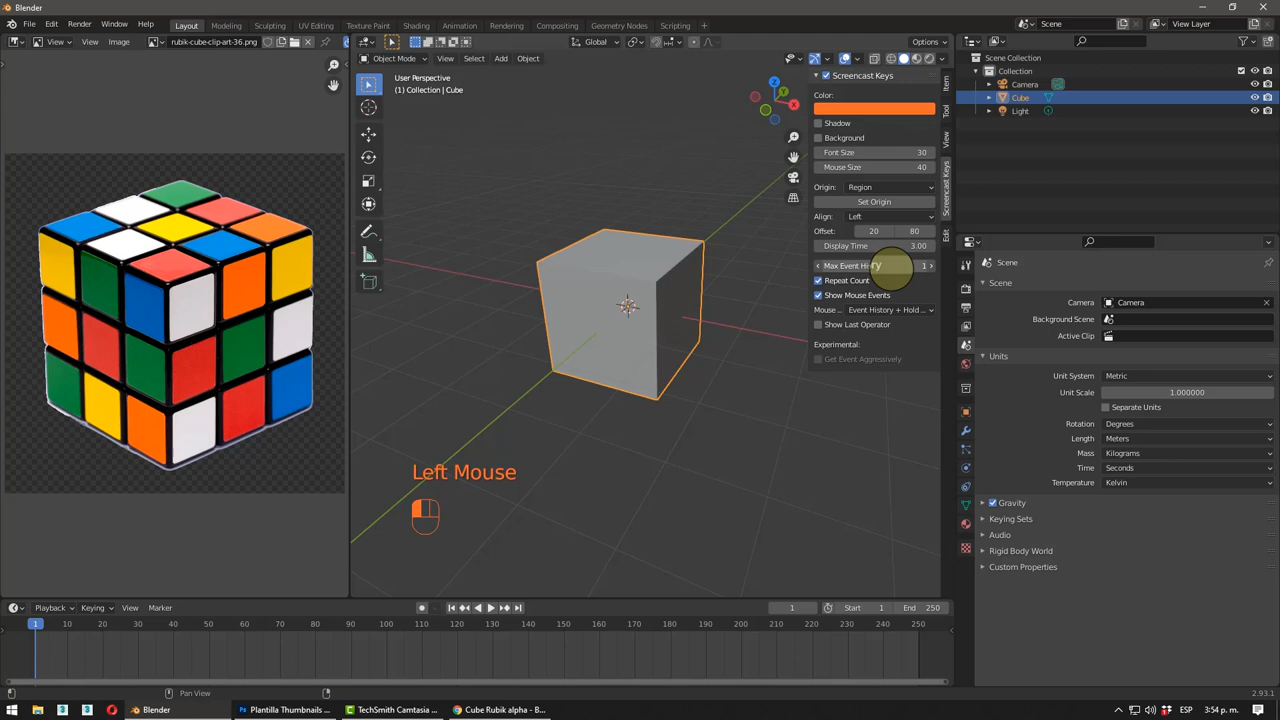 Blender
File Edit Render Window Help
Layout Modeling Sculpting UV Editing Texture Paint Shading Animation Rendering Compositing Geometry Nodes Scripting +
Scene
View Layer
View Image rubik-cube-clip-art-36.png
Global
Options
Object Mode View Select Add Object
User Perspective
(1) Collection | Cube
Z
Y
X
Screencast Keys
Color:
Shadow
Background
Font Size 30
Mouse Size 40
Origin: Region
Set Origin
Align: Left
Offset: 20 80
Display Time 3.00
Max Event History 1
Repeat Count
Show Mouse Events
Mouse ... Event History + Hold ...
Show Last Operator
Experimental:
Get Event Aggressively
Item
Tool
View
Screencast Keys
Edit
Left Mouse
Scene Collection
Collection
Camera
Cube
Light
Scene
Scene
Camera Camera
Background Scene
Active Clip
Units
Unit System Metric
Unit Scale 1.000000
Separate Units
Rotation Degrees
Length Meters
Mass Kilograms
Time Seconds
Temperature Kelvin
Gravity
Keying Sets
Audio
Rigid Body World
Custom Properties
Playback Keying View Marker
1 Start 1 End 250
1 10 20 30 40 50 60 70 80 90 100 110 120 130 140 150 160 170 180 190 200 210 220 230 240 250
Pan View
2.93.1
Blender
Plantilla Thumbnails ...
TechSmith Camtasia ...
Cube Rubik alpha - B...
ESP
3:54 p. m.